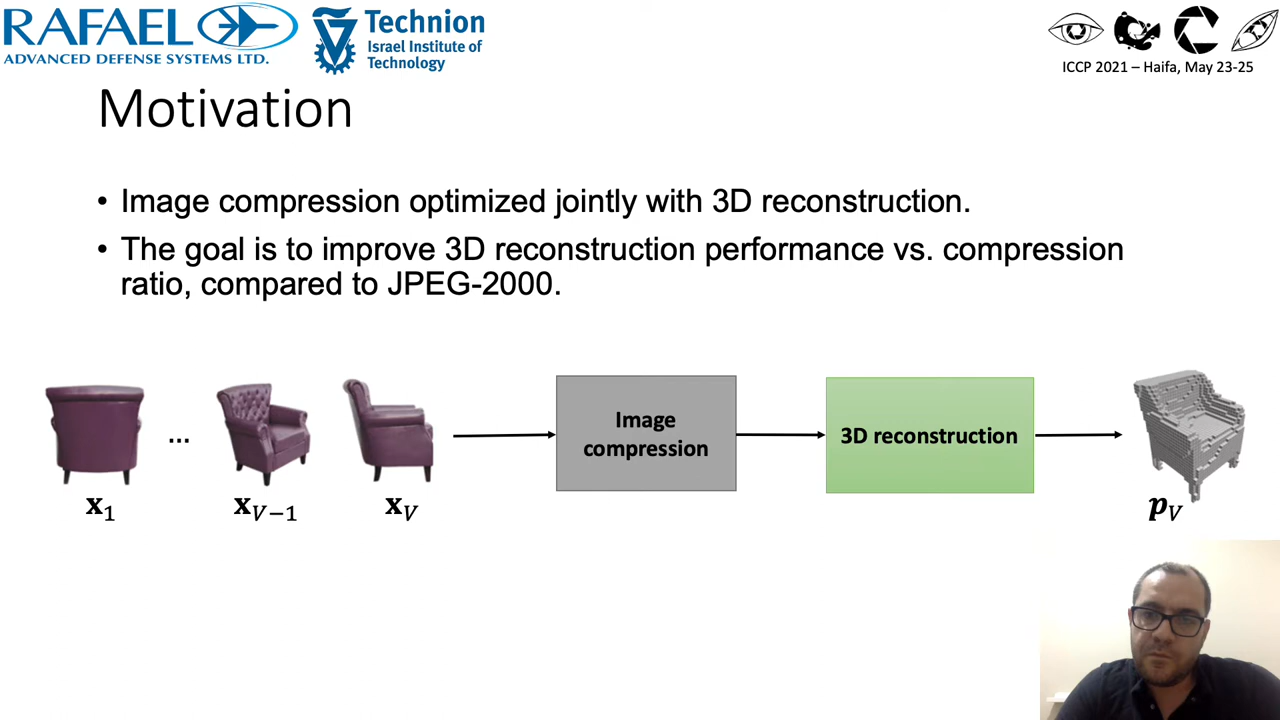 RAFAEL
ADVANCED DEFENSE SYSTEMS LTD.
Technion
Israel Institute of
Technology
ICCP 2021 – Haifa, May 23-25
Motivation
• Image compression optimized jointly with 3D reconstruction.
• The goal is to improve 3D reconstruction performance vs. compression
ratio, compared to JPEG-2000.
...
Image
compression
3D reconstruction
x₁
x_{V−1}
x_V
p_V